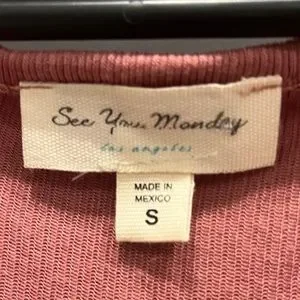 See You Monday
los angeles
MADE IN
MEXICO
S